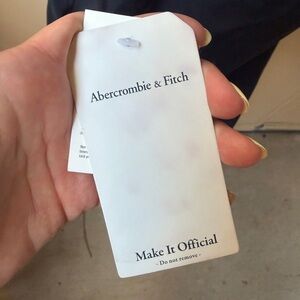 Abercrombie & Fitch
Make It Official
- Do not remove -